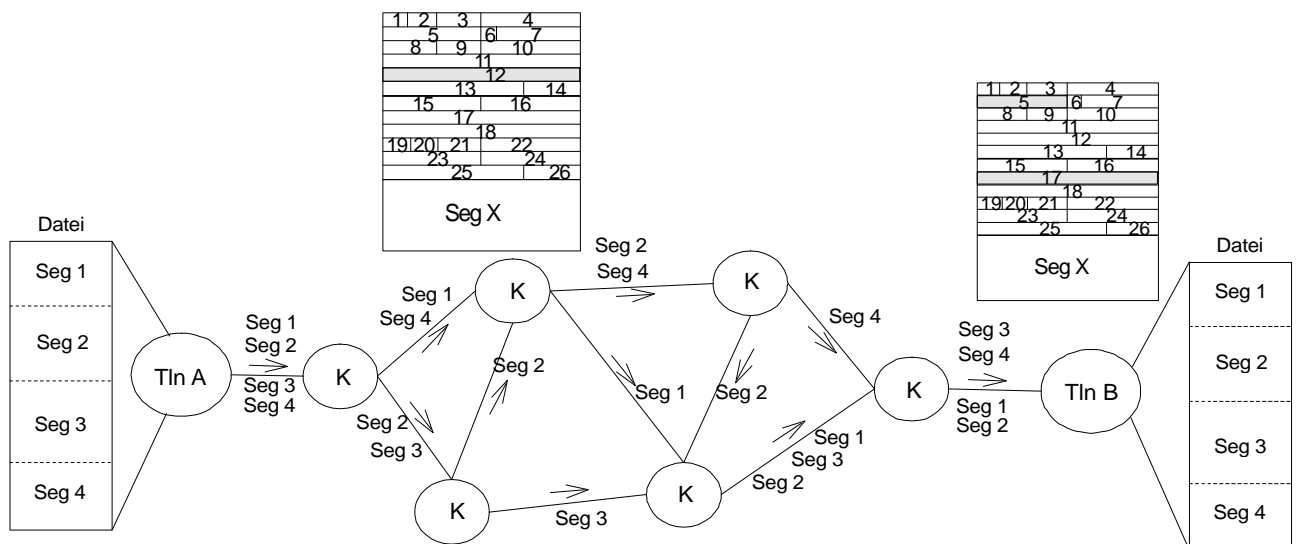 1 2 3 4
5 6 7
8 9 10
11
12
13 14
15 16
17
18
19 20 21 22
23 24
25 26
Seg X
1 2 3 4
5 6 7
8 9 10
11
12
13 14
15 16
17
18
19 20 21 22
23 24
25 26
Seg X
Datei
Seg 1
Seg 2
Seg 3
Seg 4
Tln A
Seg 1
Seg 2
Seg 3
Seg 4
K
Seg 1
Seg 4
Seg 2
Seg 3
K
Seg 2
K
Seg 2
Seg 4
Seg 1
Seg 3
K
Seg 2
K
Seg 4
Seg 1
Seg 3
Seg 2
K
Seg 3
Seg 4
Seg 1
Seg 2
Tln B
Datei
Seg 1
Seg 2
Seg 3
Seg 4